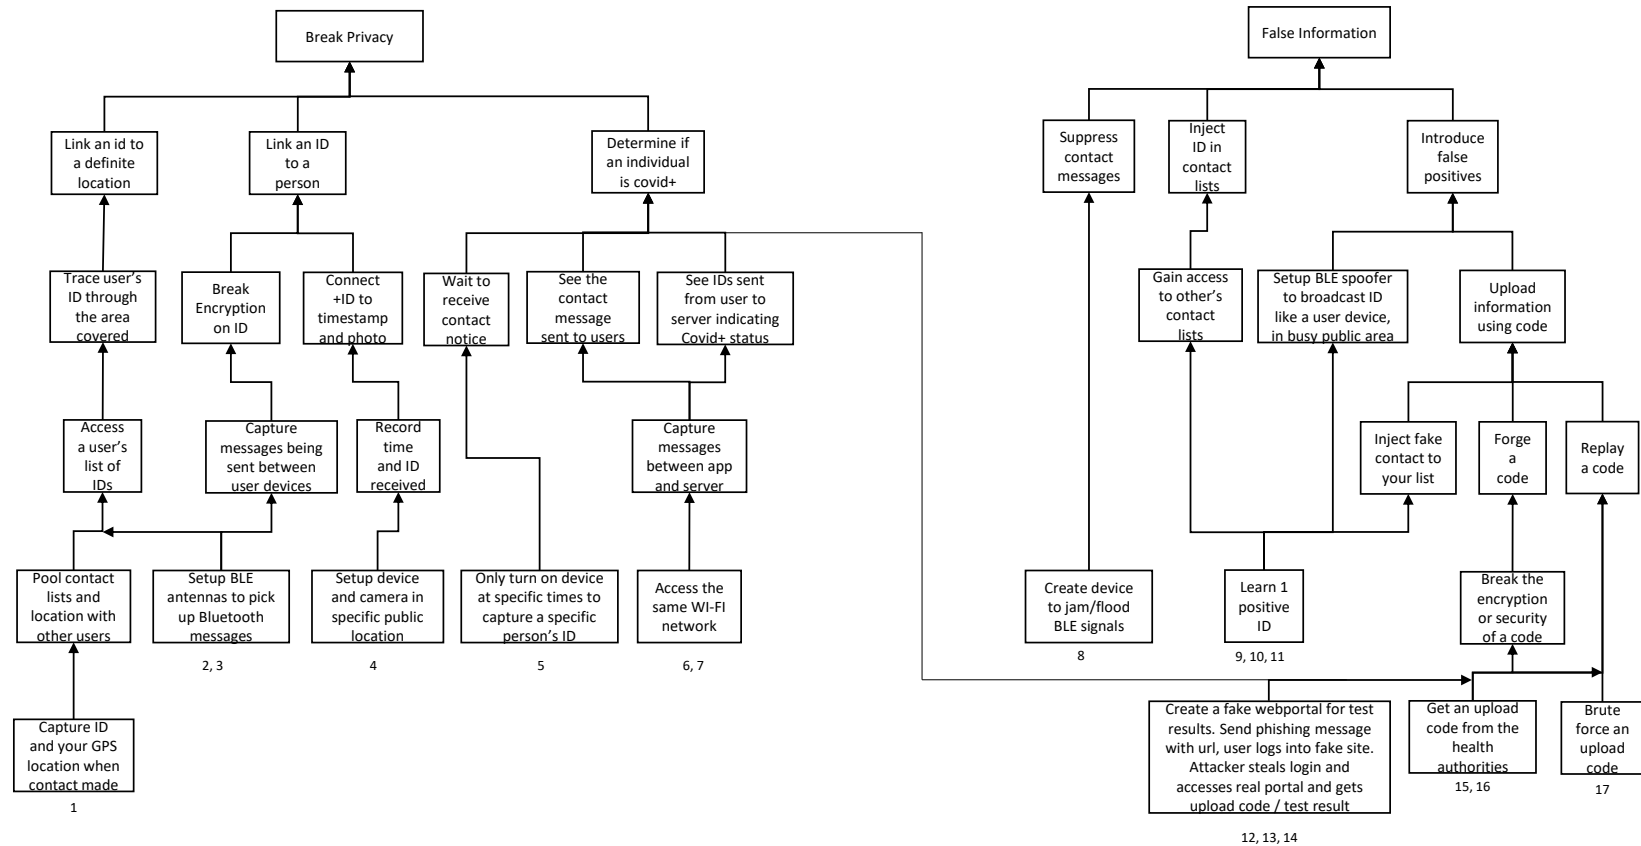 Break Privacy
False Information
Link an id to
a definite
location
Link an ID
to a
person
Determine if
an individual
is covid+
Suppress
contact
messages
Inject
ID in
contact
lists
Introduce
false
positives
Trace user's
ID through
the area
covered
Break
Encryption
on ID
Connect
+ID to
timestamp
and photo
Wait to
receive
contact
notice
See the
contact
message
sent to users
See IDs sent
from user to
server indicating
Covid+ status
Gain access
to other's
contact
lists
Setup BLE spoofer
to broadcast ID
like a user device,
in busy public area
Upload
information
using code
Access
a user's
list of
IDs
Capture
messages being
sent between
user devices
Record
time
and ID
received
Capture
messages
between app
and server
Inject fake
contact to
your list
Forge
a
code
Replay
a code
Pool contact
lists and
location with
other users
Setup BLE
antennas to pick
up Bluetooth
messages
2, 3
Setup device
and camera in
specific public
location
4
Only turn on device
at specific times to
capture a specific
person's ID
5
Access the
same WI-FI
network
6, 7
Create device
to jam/flood
BLE signals
8
Learn 1
positive
ID
9, 10, 11
Break the
encryption
or security
of a code
Capture ID
and your GPS
location when
contact made
1
Create a fake webportal for test
results. Send phishing message
with url, user logs into fake site.
Attacker steals login and
accesses real portal and gets
upload code / test result
12, 13, 14
Get an upload
code from the
health
authorities
15, 16
Brute
force an
upload
code
17